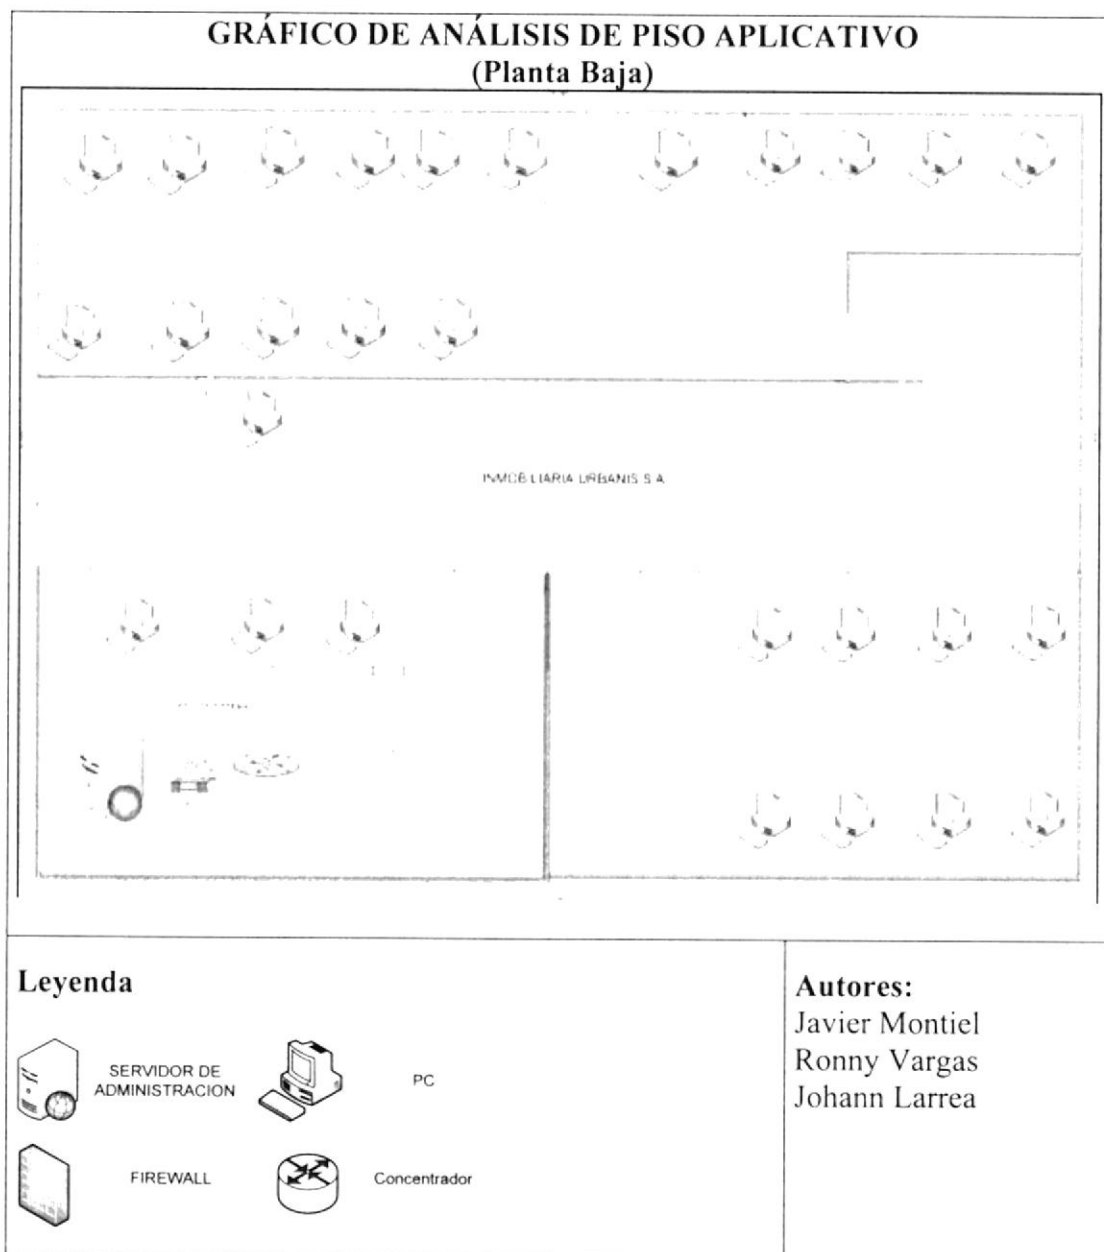 GRÁFICO DE ANÁLISIS DE PISO APLICATIVO
(Planta Baja)
INMOBILIARIA URBANIS S.A
Leyenda
SERVIDOR DE
ADMINISTRACION
PC
FIREWALL
Concentrador
Autores:
Javier Montiel
Ronny Vargas
Johann Larrea